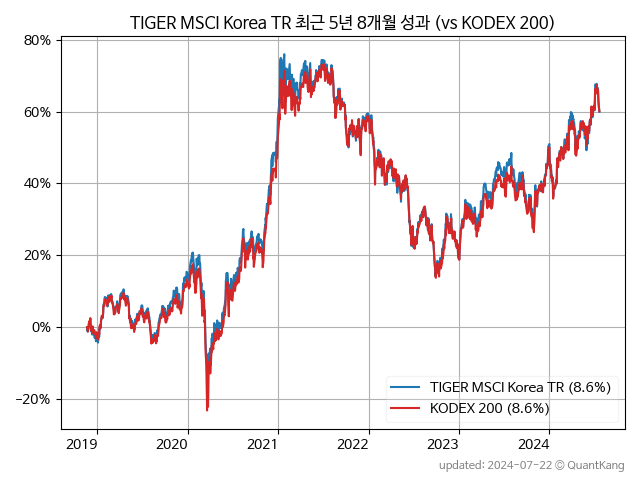 TIGER MSCI Korea TR 최근 5년 8개월 성과 (vs KODEX 200)
80%
60%
40%
20%
0%
−20%
TIGER MSCI Korea TR (8.6%)
KODEX 200 (8.6%)
2019 2020 2021 2022 2023 2024
updated: 2024-07-22 © QuantKang